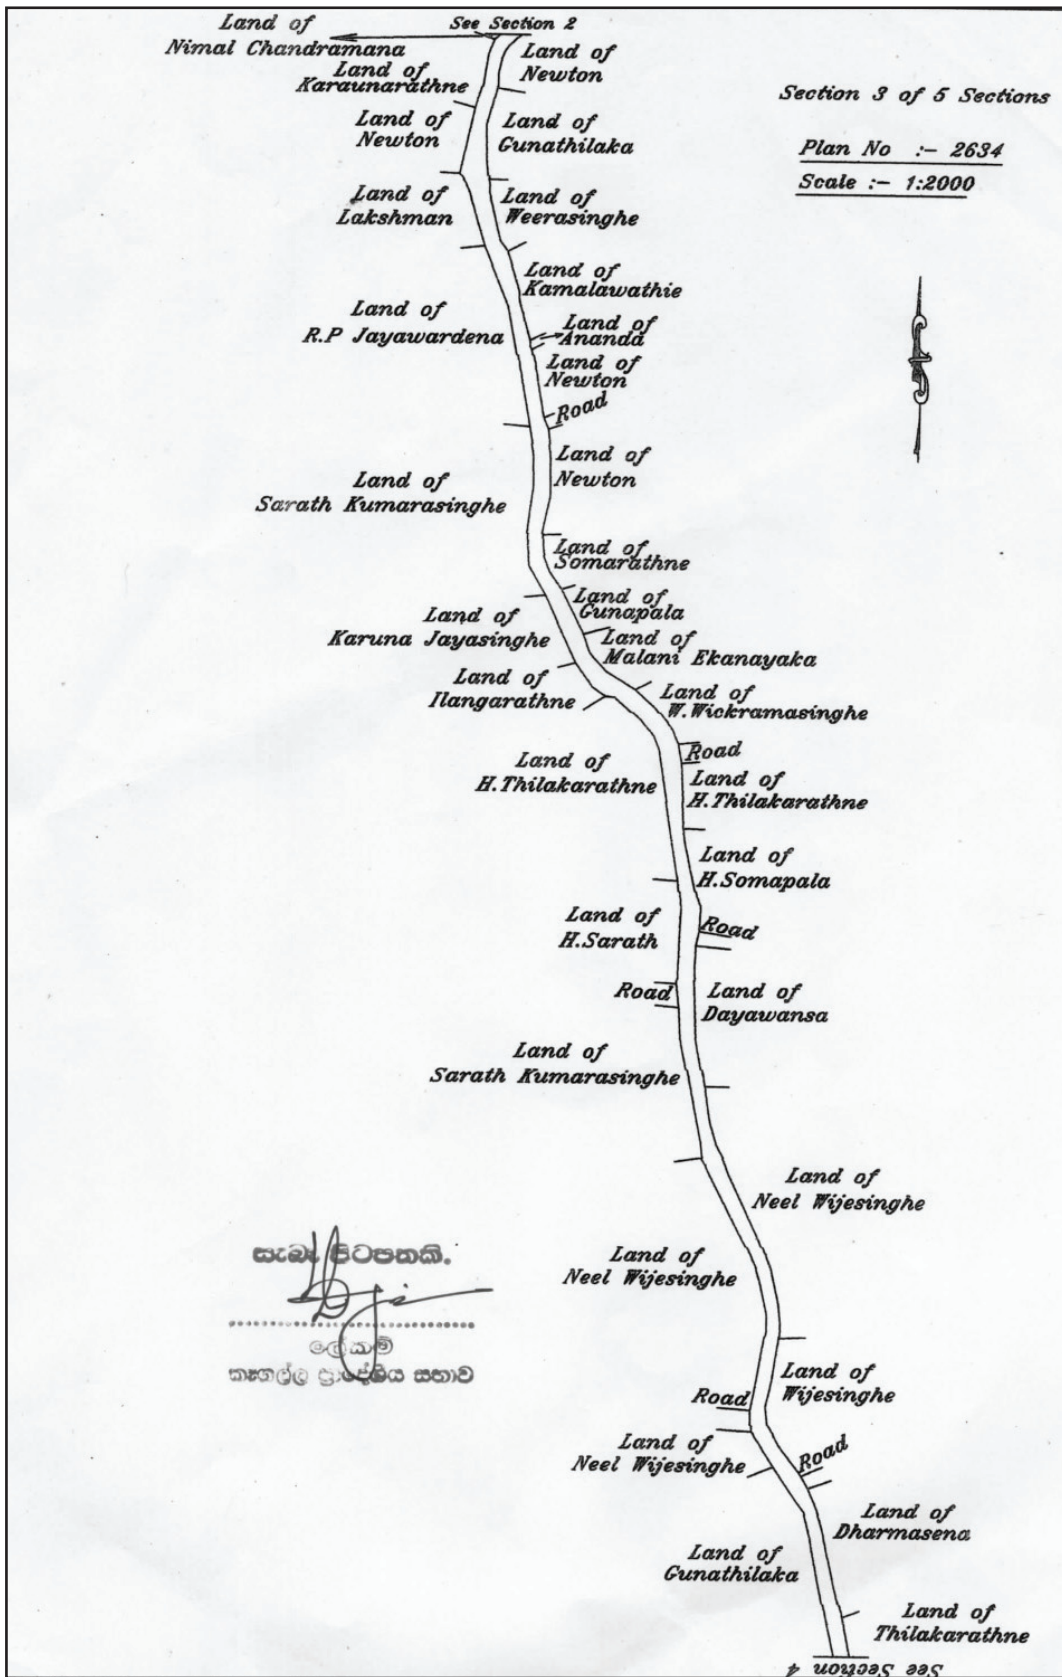 See Section 2
Land of
Nimal Chandramana
Land of
Newton
Land of
Karaunarathne
Section 3 of 5 Sections
Plan No :- 2634
Scale :- 1:2000
Land of
Newton
Land of
Gunathilaka
Land of
Lakshman
Land of
Weerasinghe
Land of
Kamalawathie
Land of
R.P Jayawardena
Land of
Ananda
Land of
Newton
Road
Land of
Newton
Land of
Sarath Kumarasinghe
Land of
Somarathne
Land of
Gunapala
Land of
Karuna Jayasinghe
Land of
Malani Ekanayaka
Land of
Ilangarathne
Land of
W.Wickramasinghe
Road
Land of
H.Thilakarathne
Land of
H.Thilakarathne
Land of
H.Somapala
Land of
H.Sarath
Road
Road
Land of
Dayawansa
Land of
Sarath Kumarasinghe
Land of
Neel Wijesinghe
Land of
Neel Wijesinghe
සැබෑ පිටපතකි.
ලේකම්
කෑගල්ල ප්‍රාදේශීය සභාව
Land of
Wijesinghe
Road
Land of
Neel Wijesinghe
Road
Land of
Dharmasena
Land of
Gunathilaka
Land of
Thilakarathne
See Section 4